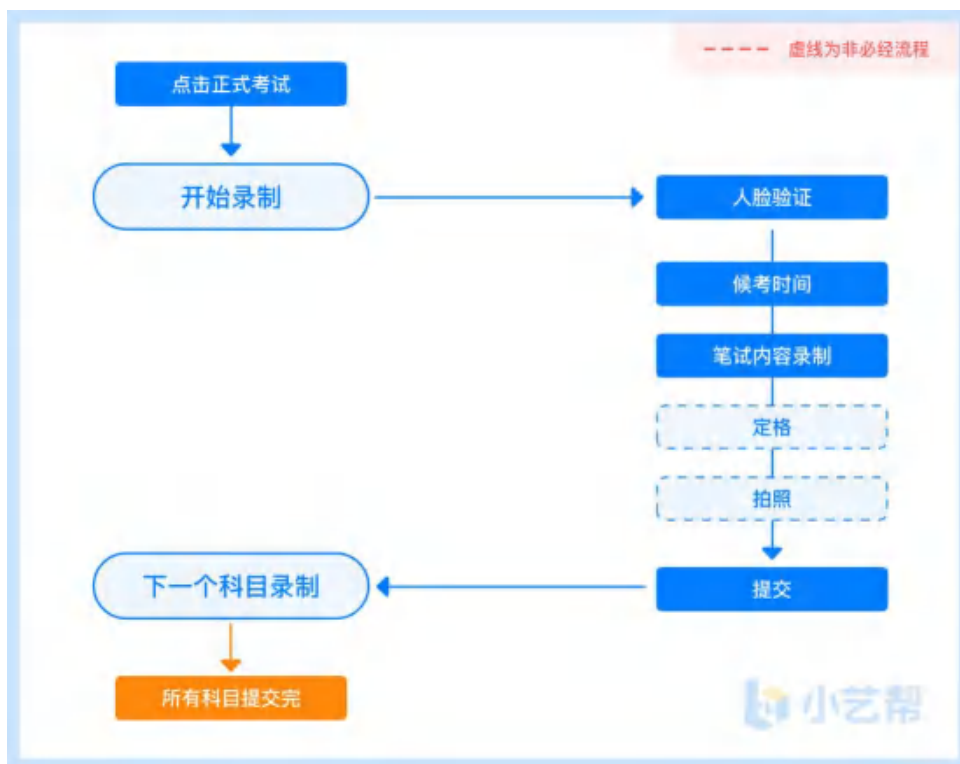 虚线为非必经流程
点击正式考试
开始录制
人脸验证
候考时间
笔试内容录制
定格
拍照
提交
下一个科目录制
所有科目提交完
小艺帮